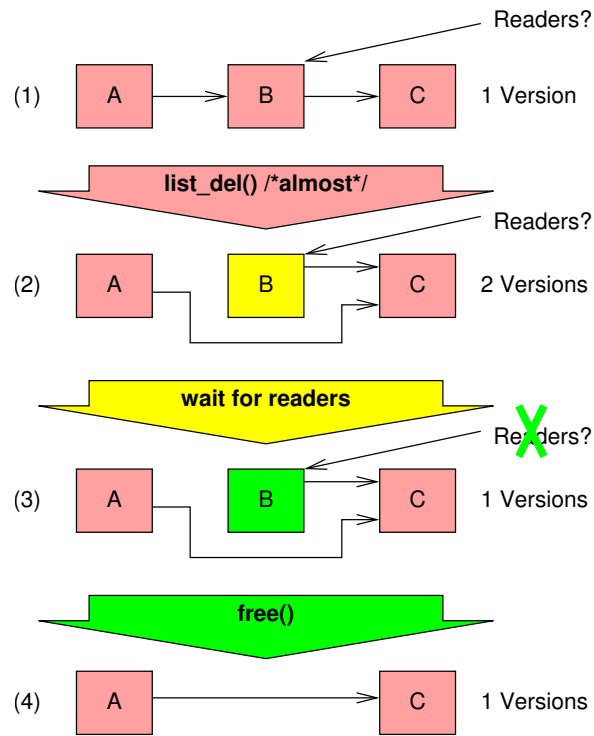 Readers?
(1) A B C 1 Version
list_del() /*almost*/
Readers?
(2) A B C 2 Versions
wait for readers
Readers?
(3) A B C 1 Versions
free()
(4) A C 1 Versions